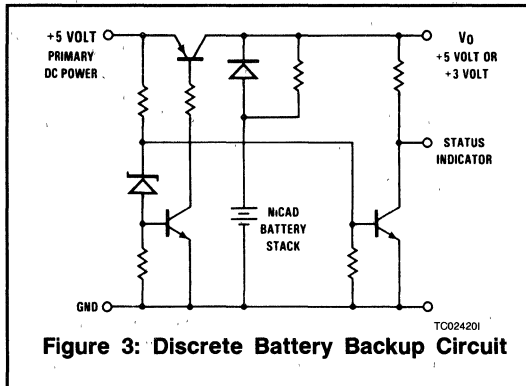 +5 VOLT
PRIMARY
DC POWER
VO
+5 VOLT OR
+3 VOLT
STATUS
INDICATOR
NiCAD
BATTERY
STACK
GND
TC02420I
Figure 3: Discrete Battery Backup Circuit